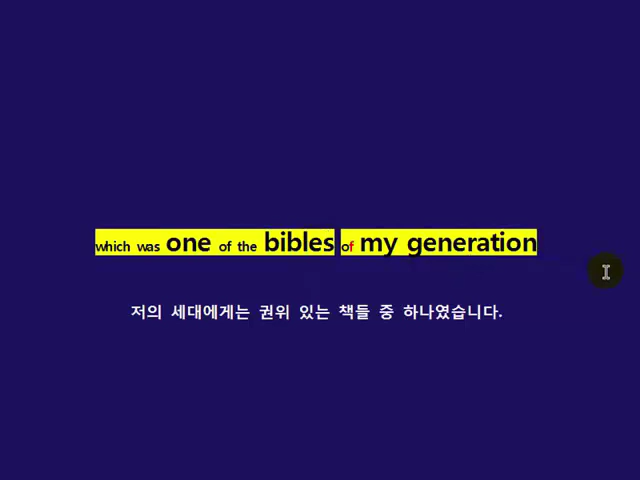 which was one of the bibles of my generation
저의 세대에게는 권위 있는 책들 중 하나였습니다.